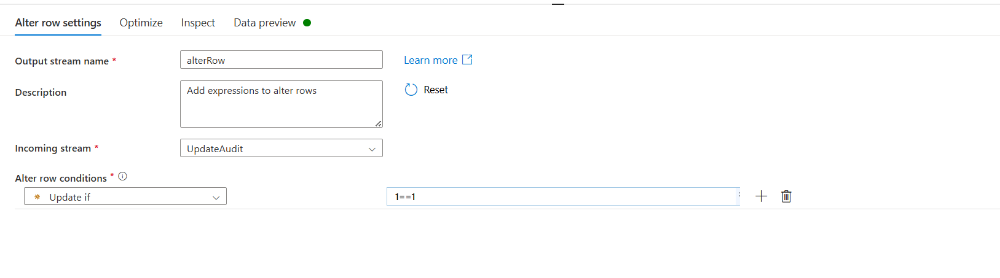 Alter row settings Optimize Inspect Data preview
Output stream name * alterRow Learn more
Description Add expressions to alter rows Reset
Incoming stream * UpdateAudit
Alter row conditions *
Update if 1==1